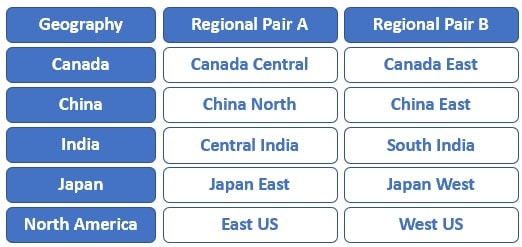 Geography Regional Pair A Regional Pair B
Canada Canada Central Canada East
China China North China East
India Central India South India
Japan Japan East Japan West
North America East US West US